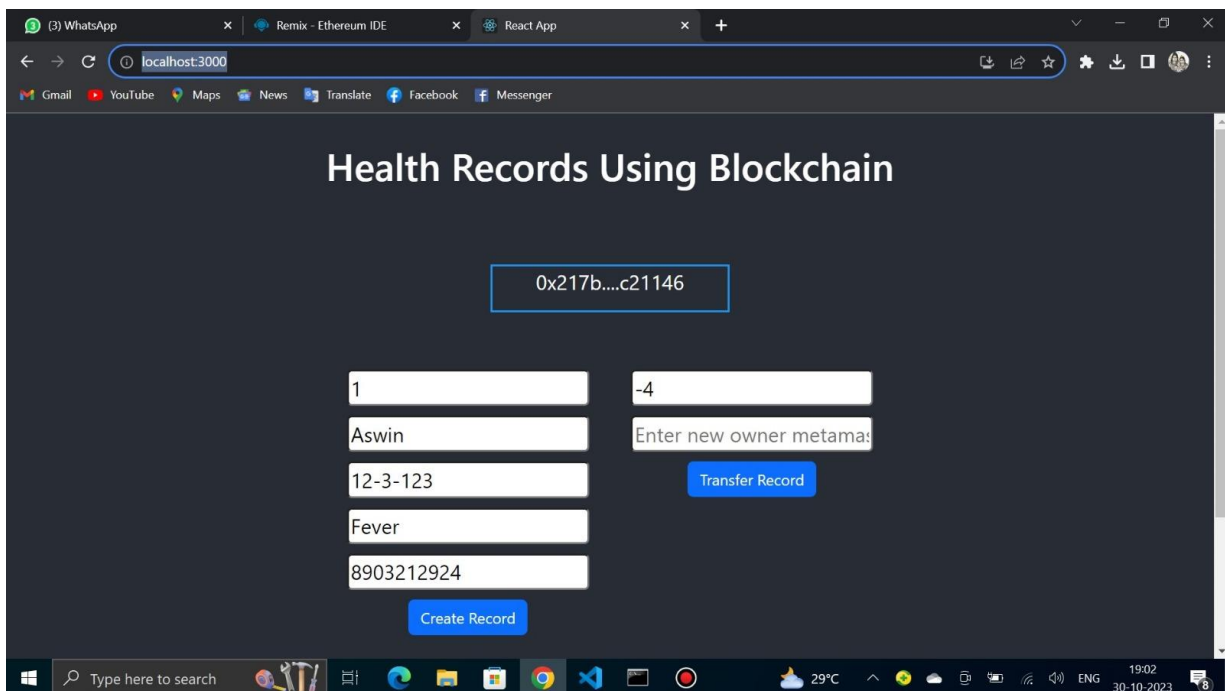 (3) WhatsApp
Remix - Ethereum IDE
React App
localhost:3000
Gmail YouTube Maps News Translate Facebook Messenger
Health Records Using Blockchain
0x217b....c21146
1
Aswin
12-3-123
Fever
8903212924
Create Record
-4
Enter new owner metamas
Transfer Record
Type here to search
29°C
ENG
19:02
30-10-2023
8